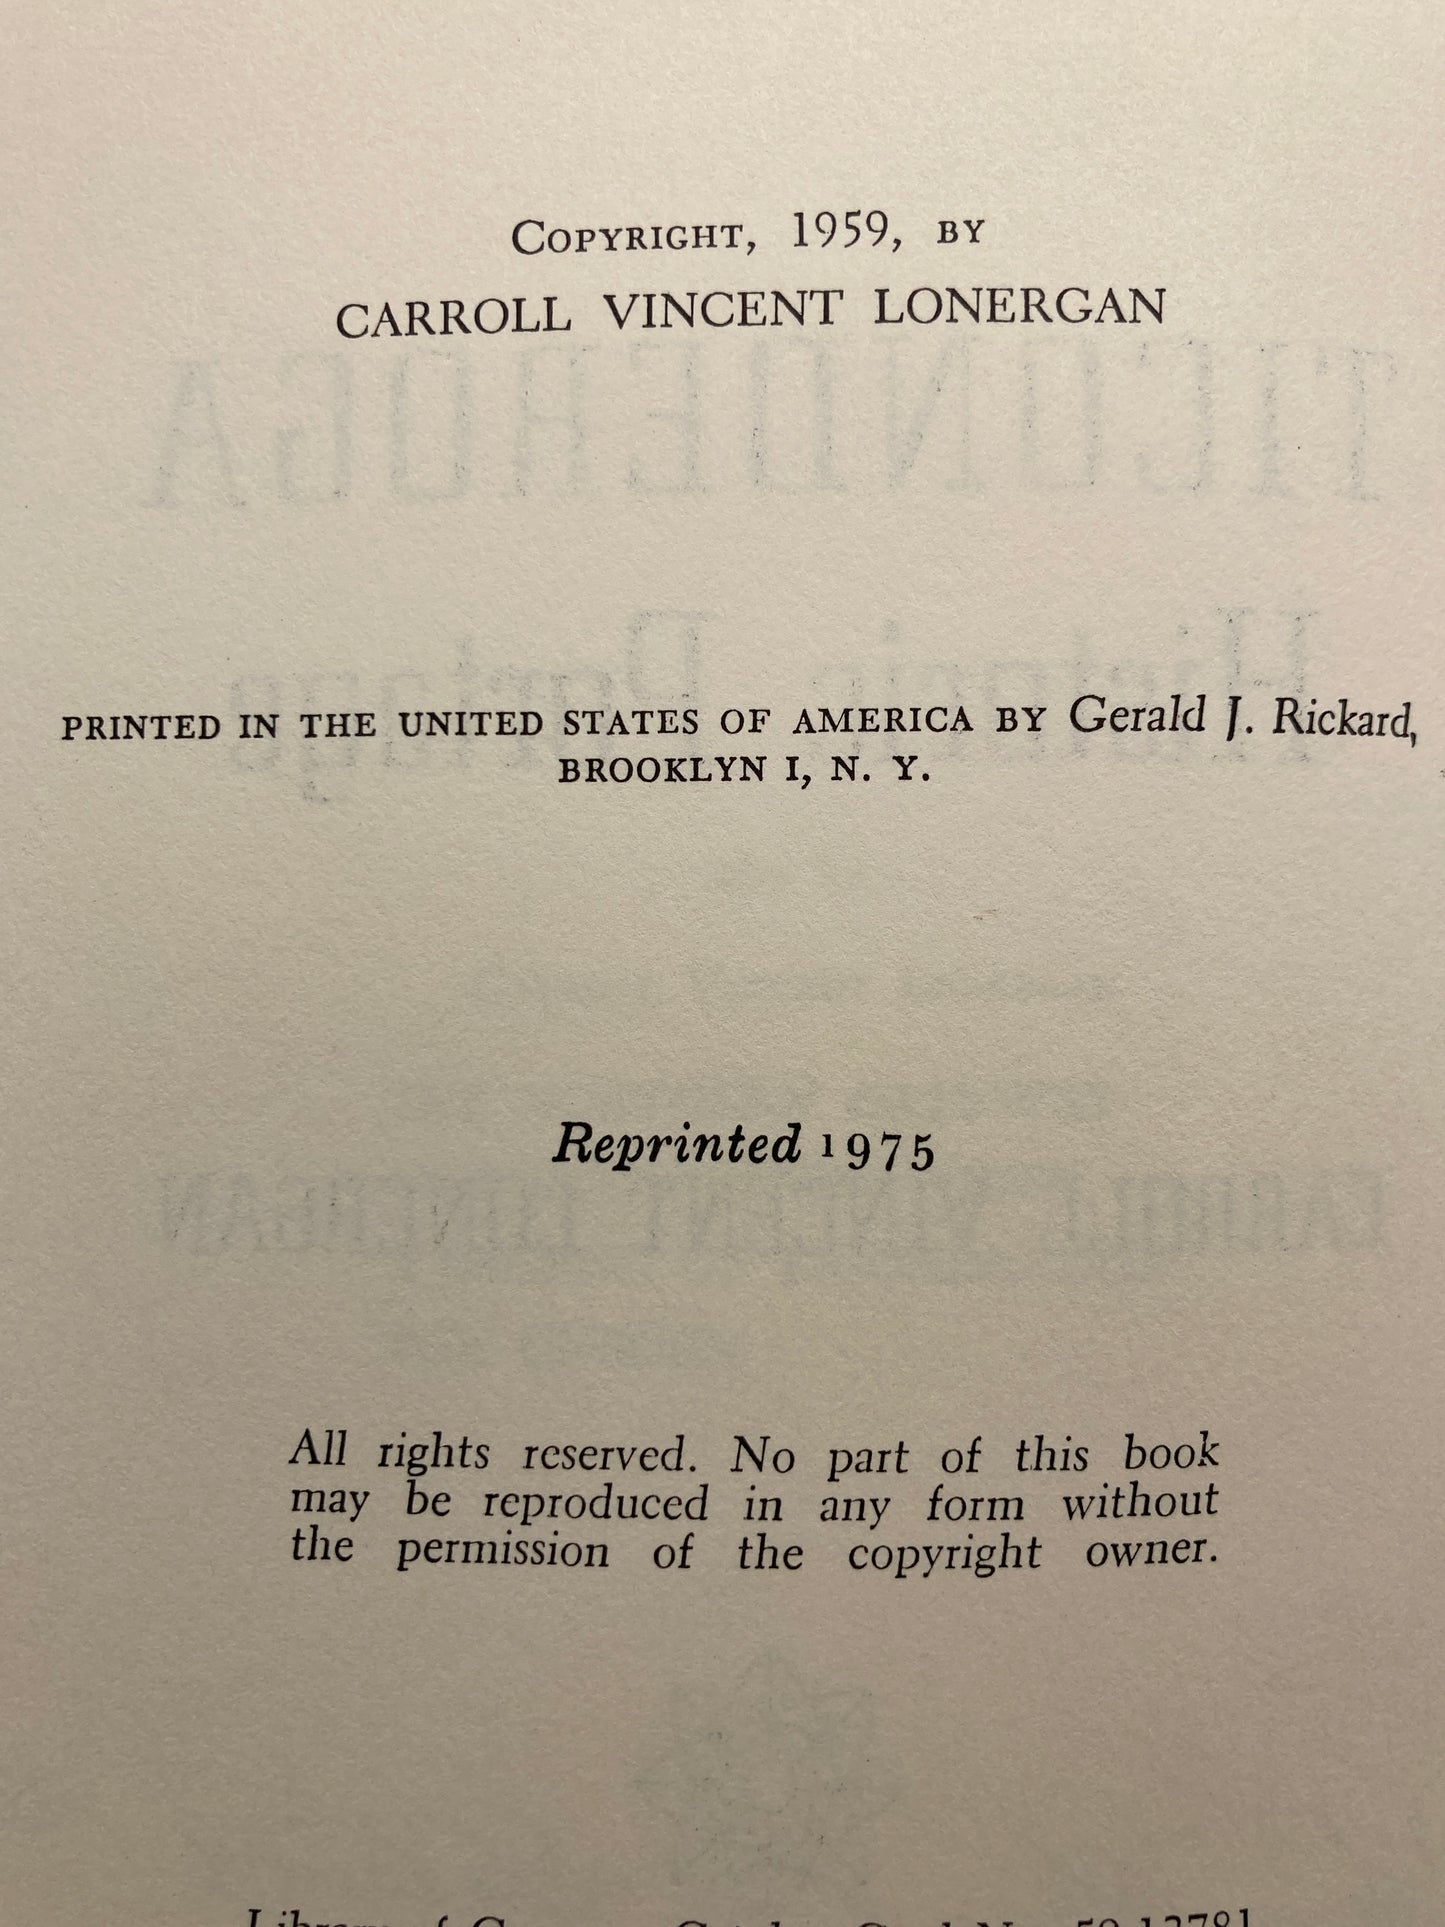 COPYRIGHT, 1959, BY
CARROLL VINCENT LONERGAN
PRINTED IN THE UNITED STATES OF AMERICA BY Gerald J. Rickard,
BROOKLYN I, N. Y.
Reprinted 1975
All rights reserved. No part of this book
may be reproduced in any form without
the permission of the copyright owner.
Library of